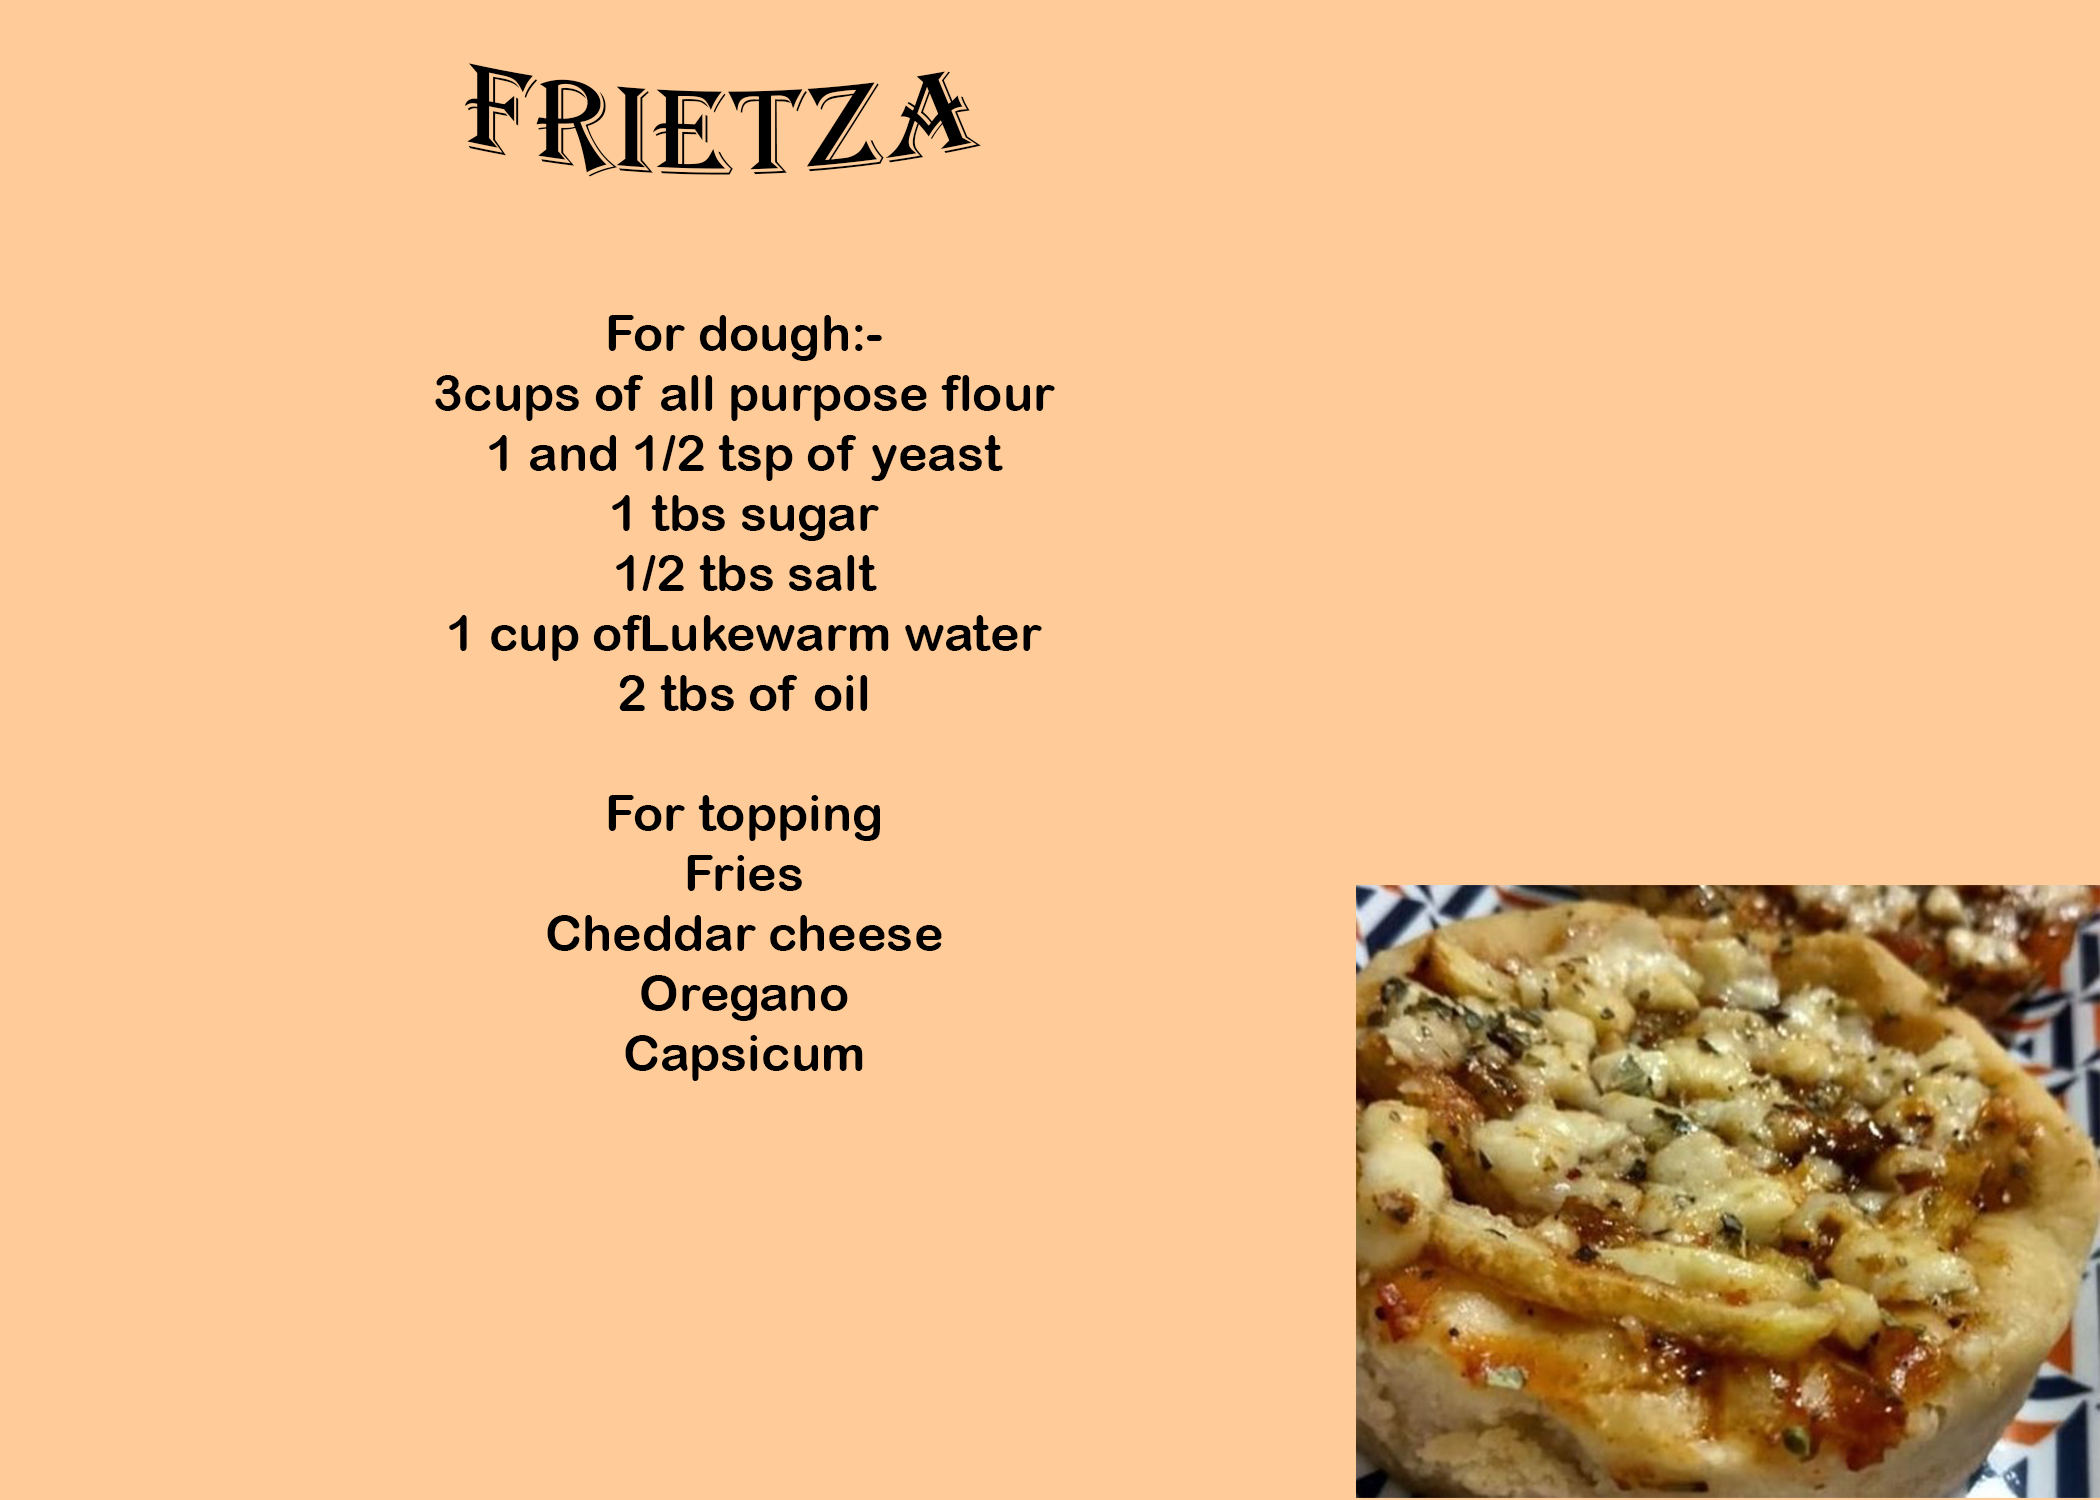 FRIETZA
For dough:-
3cups of all purpose flour
1 and 1/2 tsp of yeast
1 tbs sugar
1/2 tbs salt
1 cup ofLukewarm water
2 tbs of oil
For topping
Fries
Cheddar cheese
Oregano
Capsicum